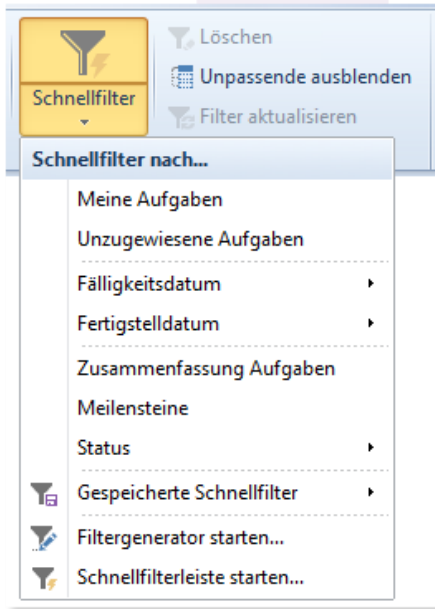 Löschen
Unpassende ausblenden
Schnellfilter
Filter aktualisieren
Schnellfilter nach...
Meine Aufgaben
Unzugewiesene Aufgaben
Fälligkeitsdatum
Fertigstelldatum
Zusammenfassung Aufgaben
Meilensteine
Status
Gespeicherte Schnellfilter
Filtergenerator starten...
Schnellfilterleiste starten...